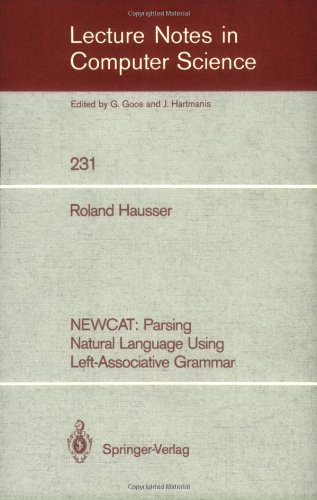 Lecture Notes in
Computer Science
Edited by G. Goos and J. Hartmanis
231
Roland Hausser
NEWCAT: Parsing
Natural Language Using
Left-Associative Grammar
Springer-Verlag